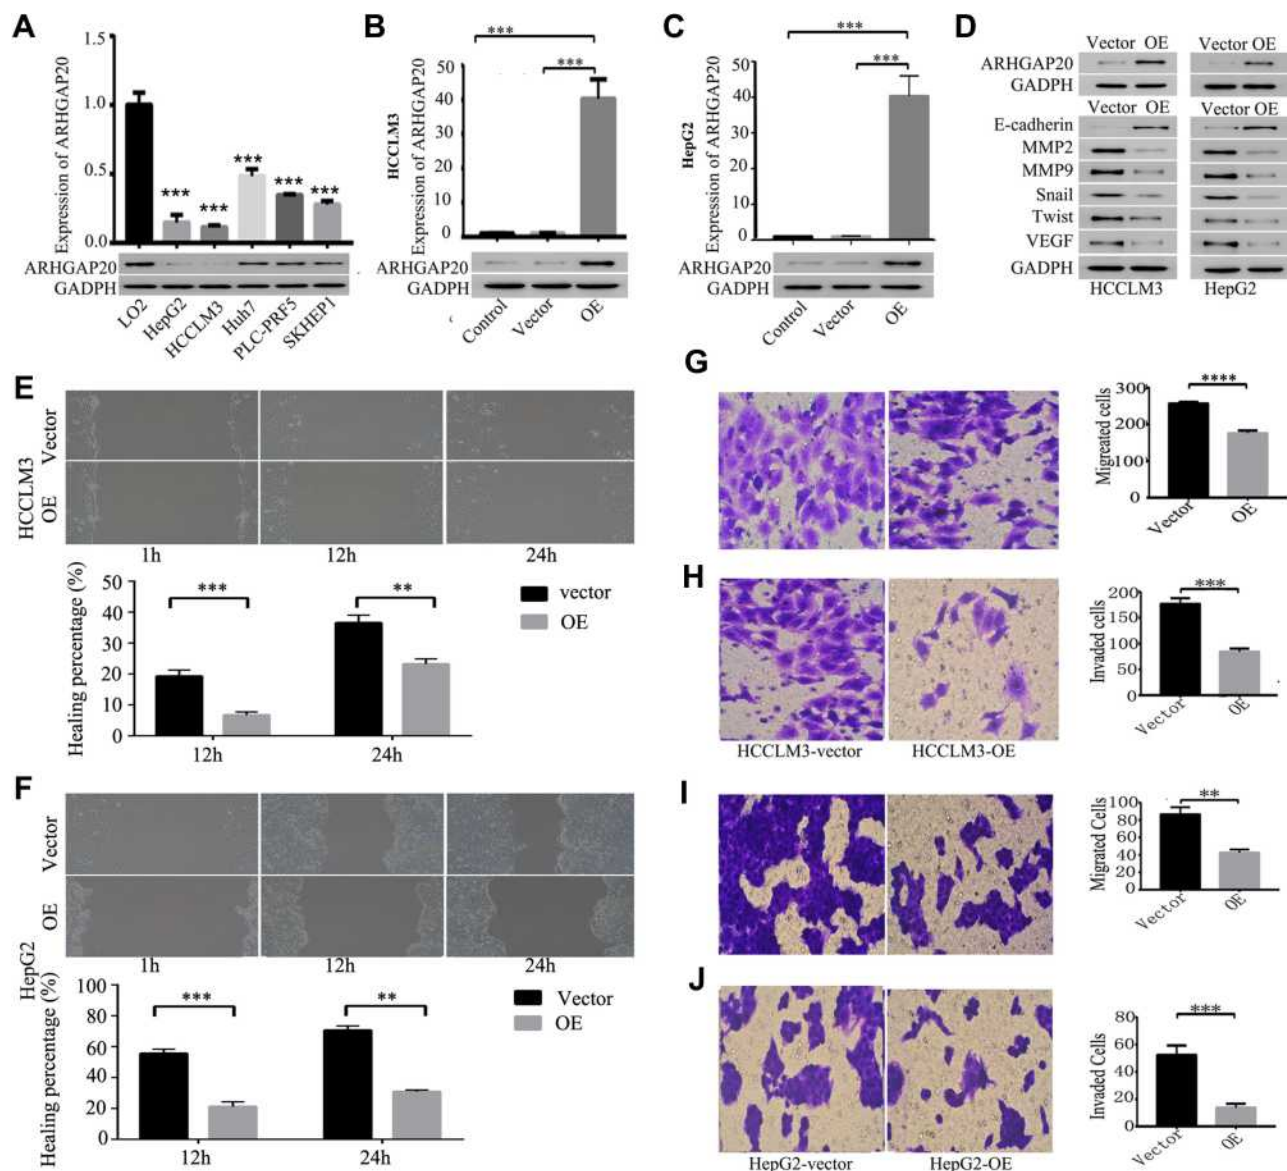 A
Expression of ARHGAP20
1.5
1.0
0.5
0.0
***
***
***
***
***
ARHGAP20
GADPH
LO2
HepG2
HCCLM3
Huh7
PLC-PRF5
SKHEP1
B
***
***
HCCLM3
Expression of ARHGAP20
50
40
30
20
10
0
ARHGAP20
GADPH
Control
Vector
OE
C
***
***
HepG2
Expression of ARHGAP20
60
40
20
0
ARHGAP20
GADPH
Control
Vector
OE
D
Vector OE
Vector OE
ARHGAP20
GADPH
Vector OE
Vector OE
E-cadherin
MMP2
MMP9
Snail
Twist
VEGF
GADPH
HCCLM3
HepG2
E
HCCLM3
Vector
OE
1h
12h
24h
Healing percentage (%)
50
40
30
20
10
0
***
**
vector
OE
12h
24h
F
HepG2
Vector
OE
1h
12h
24h
Healing percentage (%)
100
80
60
40
20
0
***
**
Vector
OE
12h
24h
G
Migreated cells
300
200
100
0
****
Vector
OE
H
HCCLM3-vector
HCCLM3-OE
Invaded cells
200
150
100
50
0
***
Vector
OE
I
Migrated Cells
100
80
60
40
20
0
**
Vector
OE
J
HepG2-vector
HepG2-OE
Invaded Cells
80
60
40
20
0
***
Vector
OE